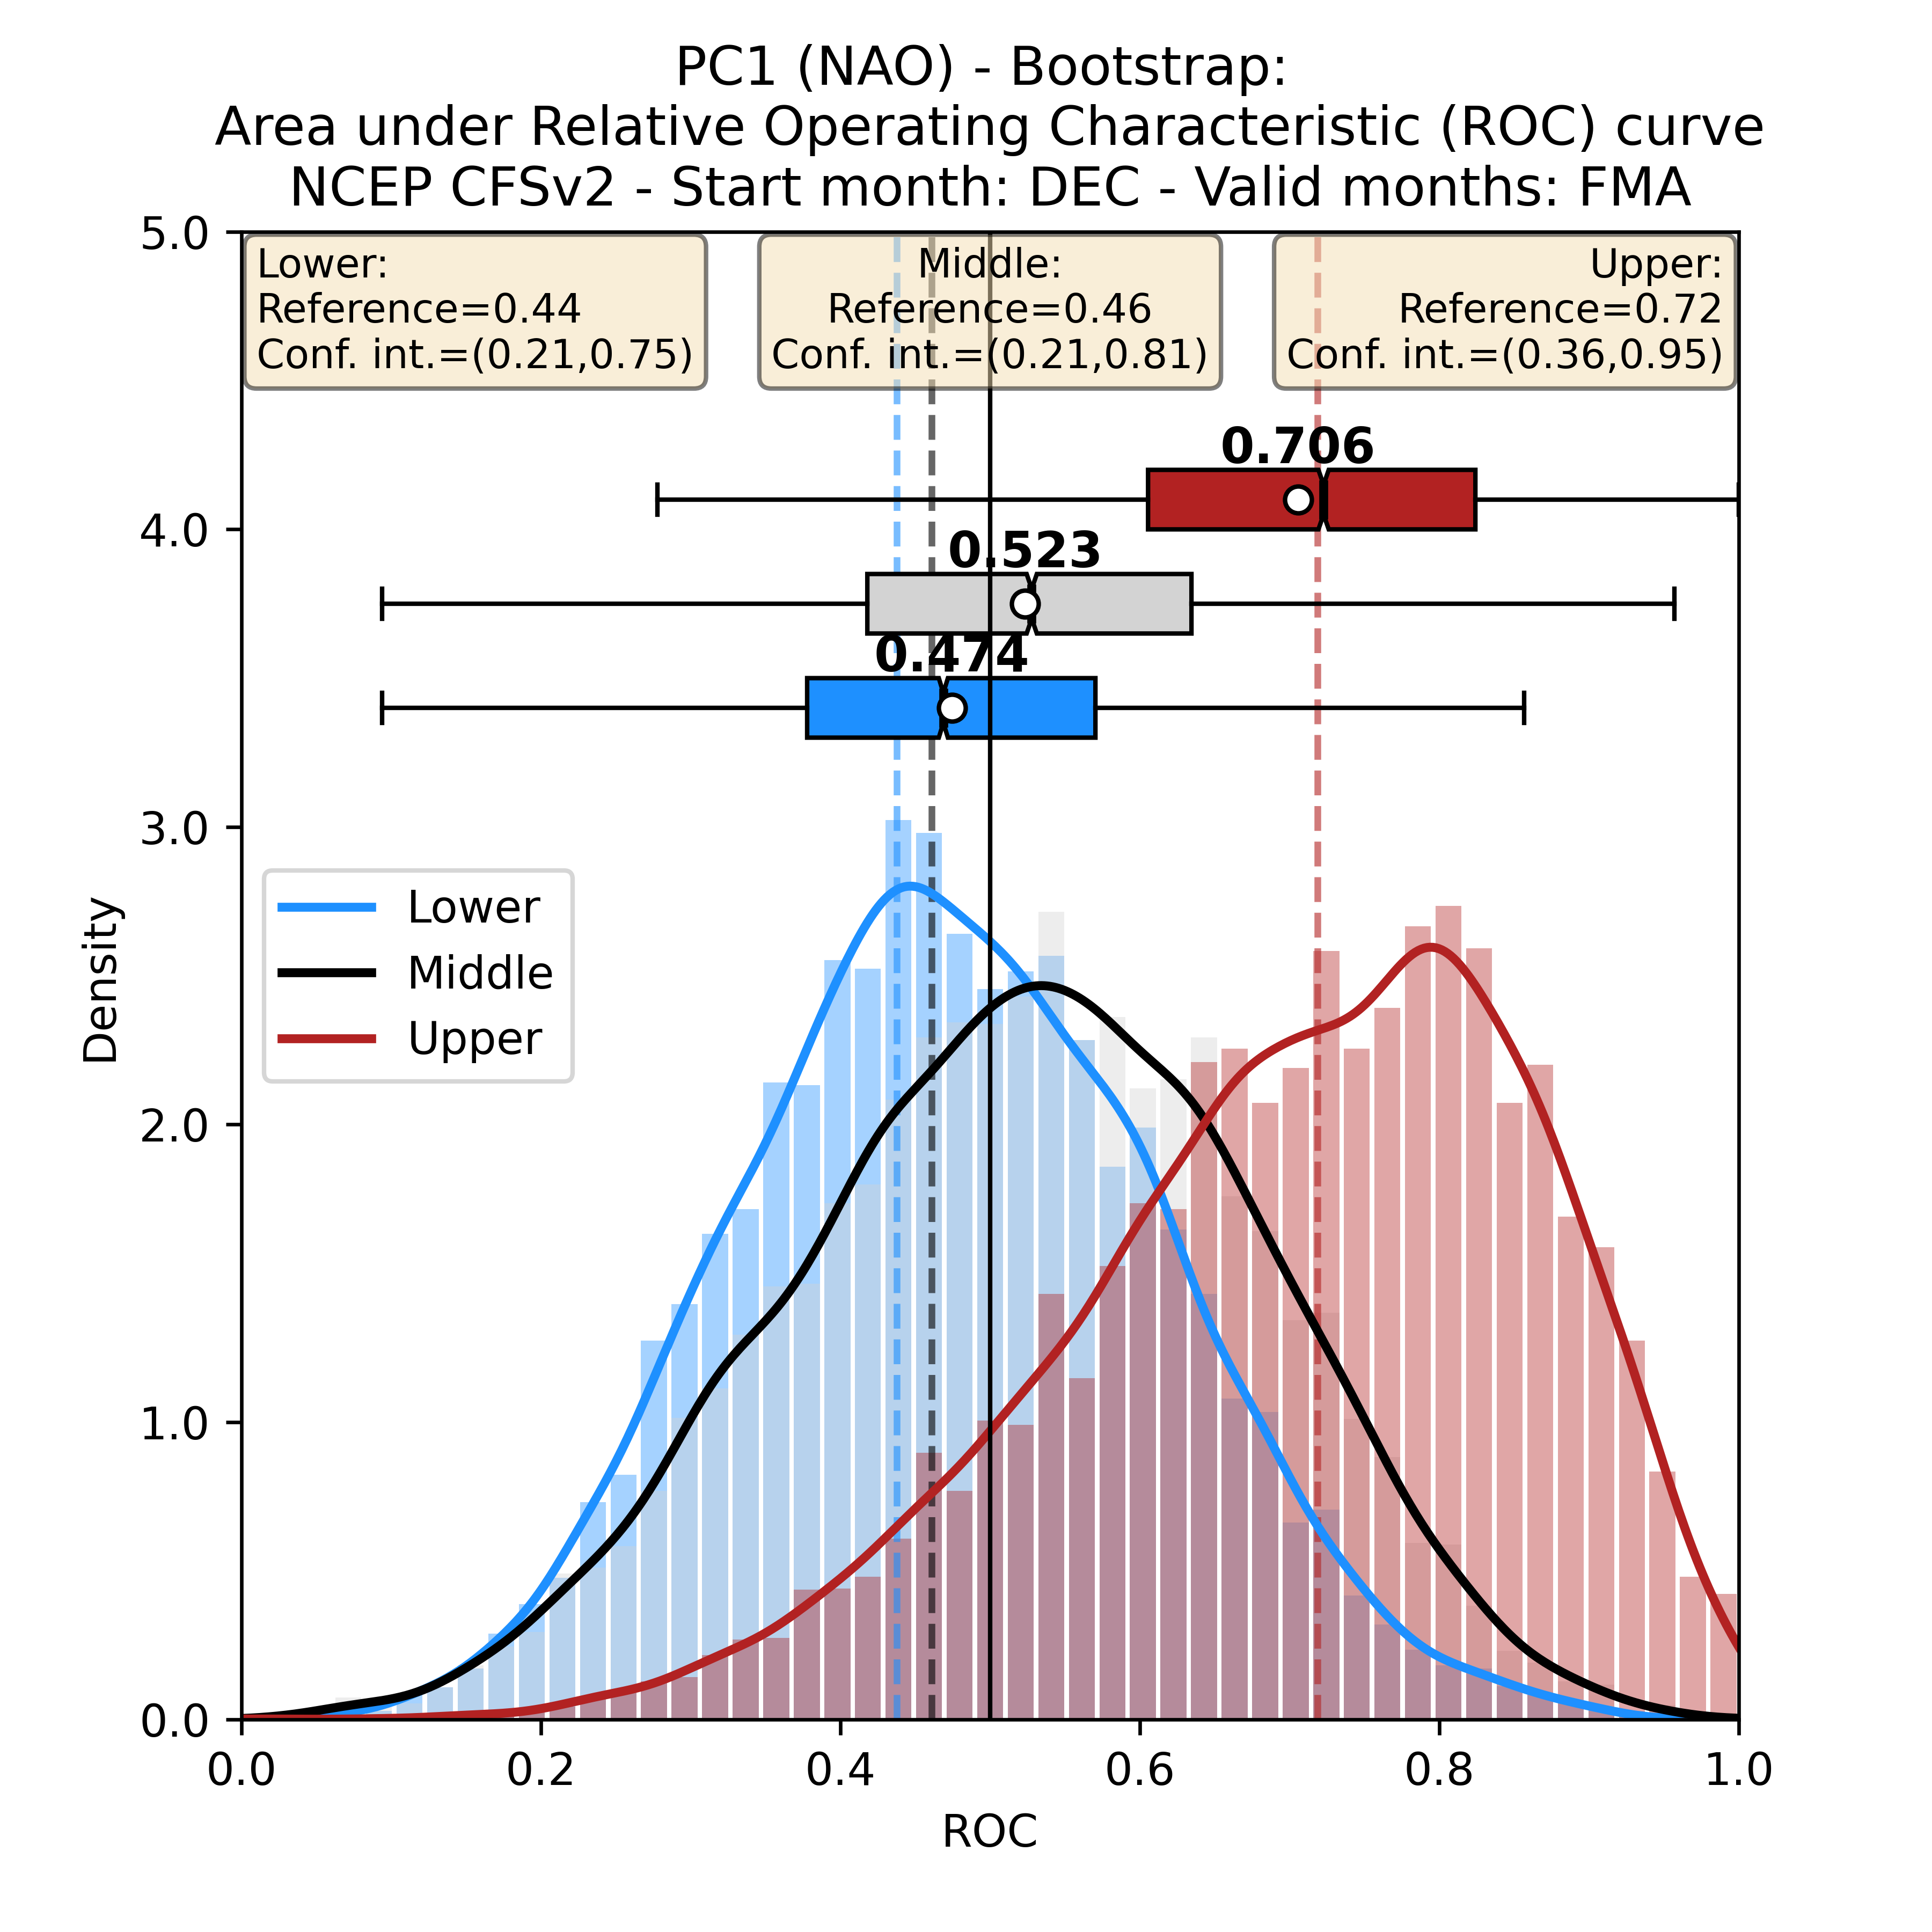 PC1 (NAO) - Bootstrap:
Area under Relative Operating Characteristic (ROC) curve
NCEP CFSv2 - Start month: DEC - Valid months: FMA
Lower:
Reference=0.44
Conf. int.=(0.21,0.75)
Middle:
Reference=0.46
Conf. int.=(0.21,0.81)
Upper:
Reference=0.72
Conf. int.=(0.36,0.95)
0.706
0.523
0.474
Lower
Middle
Upper
Density
5.0
4.0
3.0
2.0
1.0
0.0
0.0 0.2 0.4 0.6 0.8 1.0
ROC